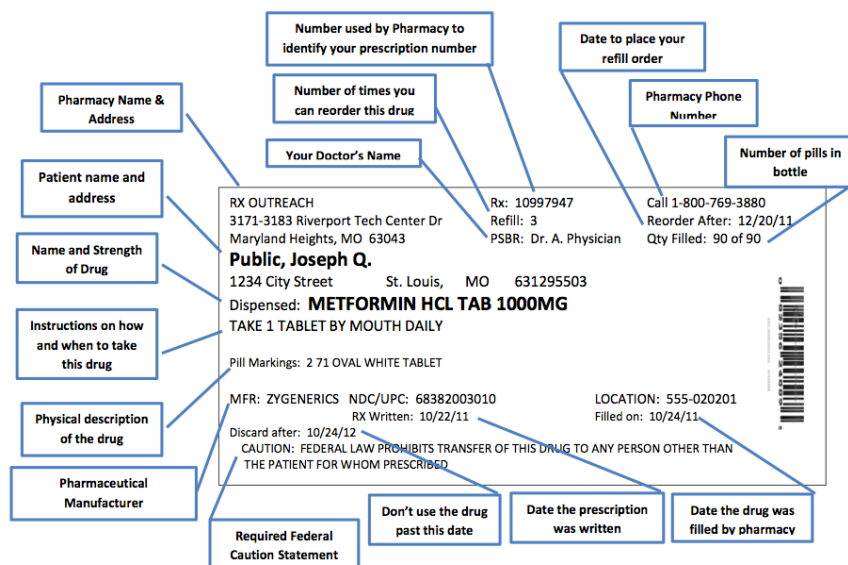 Number used by Pharmacy to
identify your prescription number
Date to place your
refill order
Pharmacy Name &
Address
Number of times you
can reorder this drug
Pharmacy Phone
Number
Your Doctor's Name
Number of pills in
bottle
Patient name and
address
Name and Strength
of Drug
Instructions on how
and when to take
this drug
Physical description
of the drug
Pharmaceutical
Manufacturer
RX OUTREACH Rx: 10997947 Call 1-800-769-3880
3171-3183 Riverport Tech Center Dr Refill: 3 Reorder After: 12/20/11
Maryland Heights, MO 63043 PSBR: Dr. A. Physician Qty Filled: 90 of 90
Public, Joseph Q.
1234 City Street St. Louis, MO 631295503
Dispensed: METFORMIN HCL TAB 1000MG
TAKE 1 TABLET BY MOUTH DAILY
Pill Markings: 2 71 OVAL WHITE TABLET
MFR: ZYGENERICS NDC/UPC: 68382003010 LOCATION: 555-020201
RX Written: 10/22/11 Filled on: 10/24/11
Discard after: 10/24/12
CAUTION: FEDERAL LAW PROHIBITS TRANSFER OF THIS DRUG TO ANY PERSON OTHER THAN
THE PATIENT FOR WHOM PRESCRIBED
Required Federal
Caution Statement
Don't use the drug
past this date
Date the prescription
was written
Date the drug was
filled by pharmacy